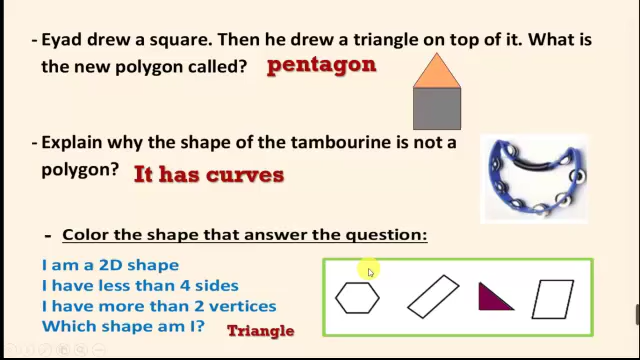 - Eyad drew a square. Then he drew a triangle on top of it. What is
the new polygon called? pentagon
- Explain why the shape of the tambourine is not a
polygon? It has curves
- Color the shape that answer the question:
I am a 2D shape
I have less than 4 sides
I have more than 2 vertices
Which shape am I? Triangle